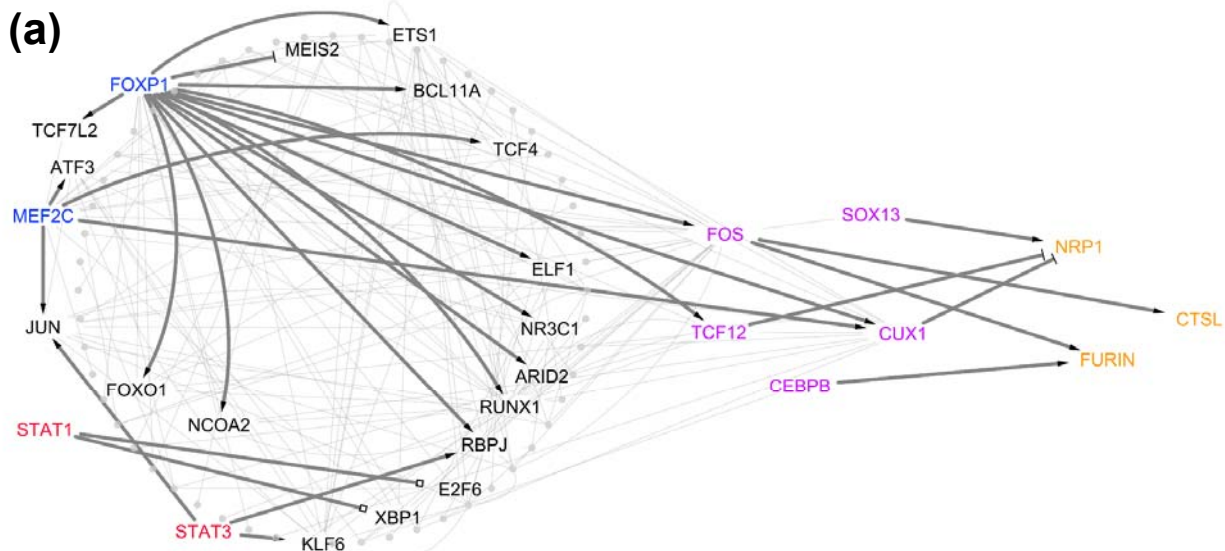 (a)
ETS1
MEIS2
FOXP1
BCL11A
TCF7L2
TCF4
ATF3
MEF2C
SOX13
FOS
NRP1
ELF1
CTSL
JUN
NR3C1
TCF12
CUX1
FURIN
ARID2
FOXO1
CEBPB
RUNX1
NCOA2
STAT1
RBPJ
E2F6
XBP1
STAT3
KLF6